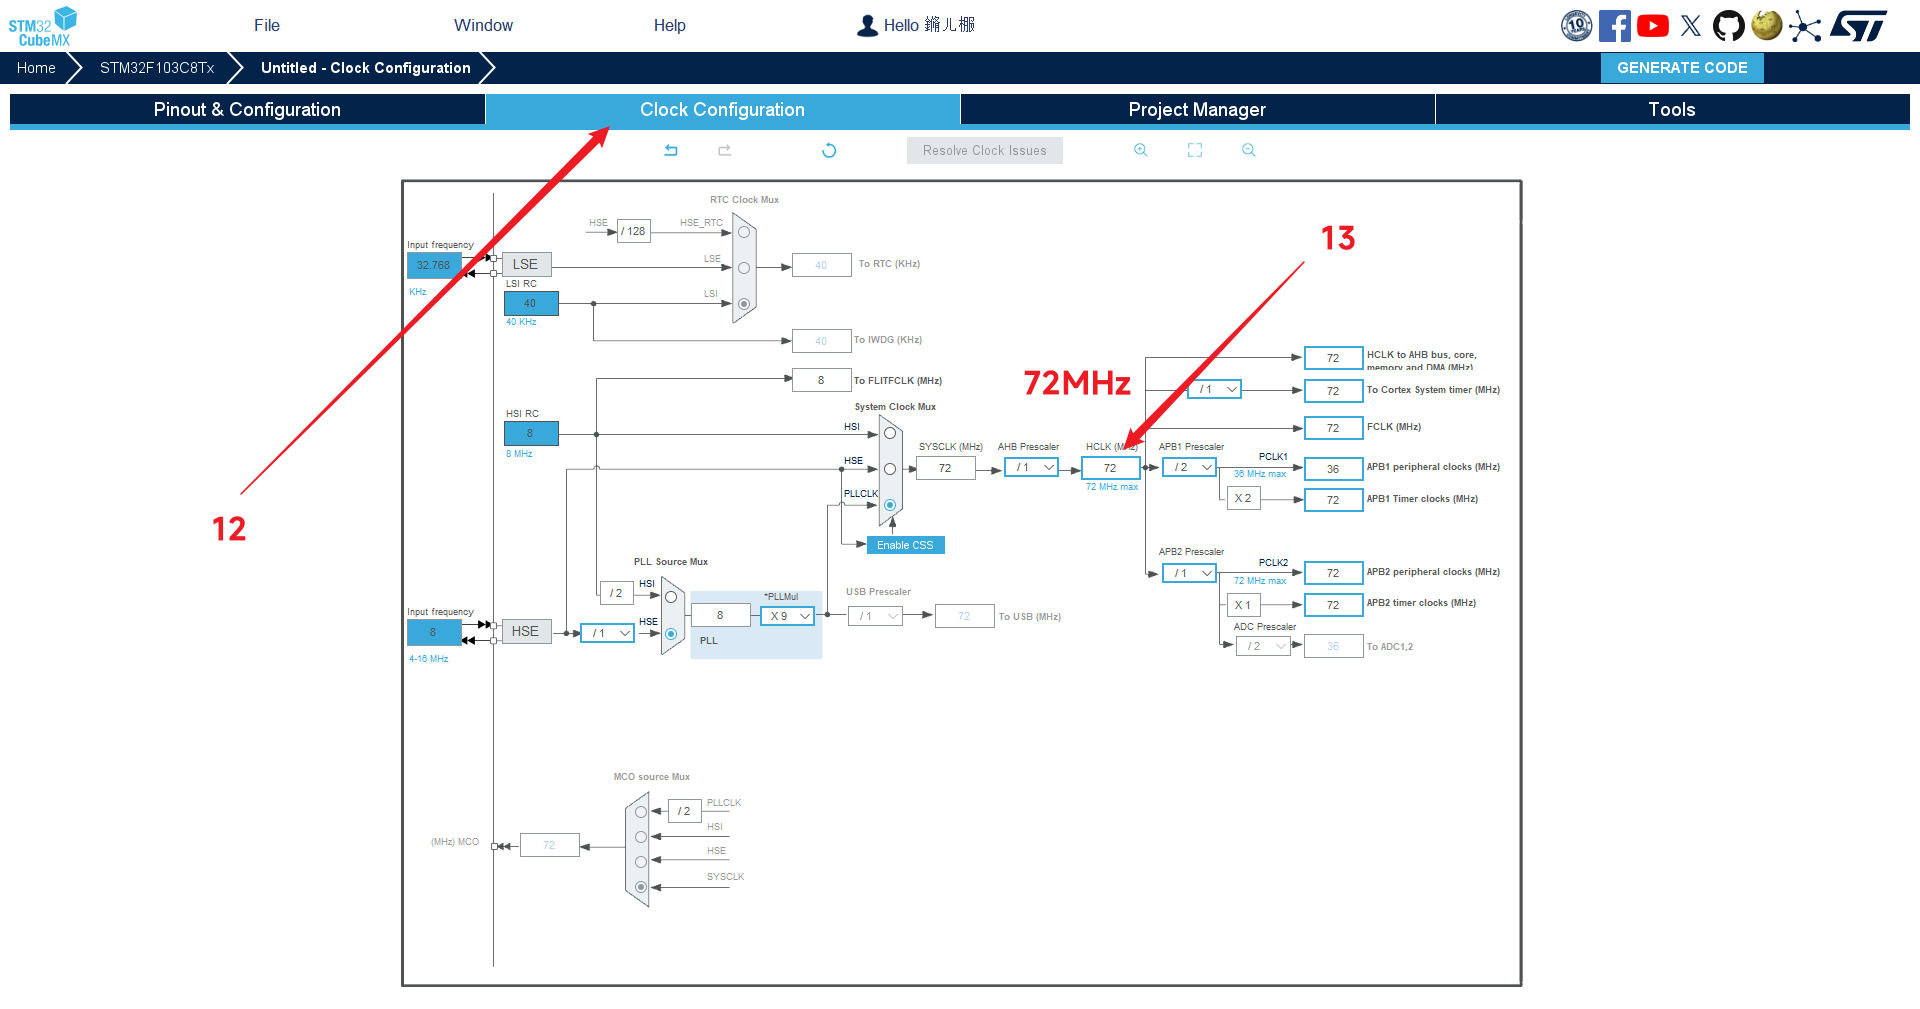 STM32
CubeMX
File
Window
Help
Hello 鏅儿棴
10
ST
Home
STM32F103C8Tx
Untitled - Clock Configuration
GENERATE CODE
Pinout & Configuration
Clock Configuration
Project Manager
Tools
Resolve Clock Issues
RTC Clock Mux
HSE
/ 128
HSE_RTC
Input frequency
32.768
KHz
LSE
LSE
40
To RTC (KHz)
LSI RC
40
40 KHz
LSI
40
To IWDG (KHz)
8
To FLITFCLK (MHz)
HSI RC
8
8 MHz
System Clock Mux
HSI
HSE
PLLCLK
SYSCLK (MHz)
72
AHB Prescaler
/ 1
HCLK (MHz)
72
72 MHz max
72MHz
13
12
/ 1
72
HCLK to AHB bus, core,
memory and DMA (MHz)
72
To Cortex System timer (MHz)
72
FCLK (MHz)
APB1 Prescaler
/ 2
PCLK1
36 MHz max
36
APB1 peripheral clocks (MHz)
X 2
72
APB1 Timer clocks (MHz)
Enable CSS
APB2 Prescaler
/ 1
PCLK2
72 MHz max
72
APB2 peripheral clocks (MHz)
X 1
72
APB2 timer clocks (MHz)
ADC Prescaler
/ 2
36
To ADC1,2
PLL Source Mux
/ 2
HSI
HSE
Input frequency
8
4-16 MHz
HSE
/ 1
8
PLL
*PLLMul
X 9
USB Prescaler
/ 1
72
To USB (MHz)
MCO source Mux
/ 2
PLLCLK
HSI
HSE
SYSCLK
(MHz) MCO
72